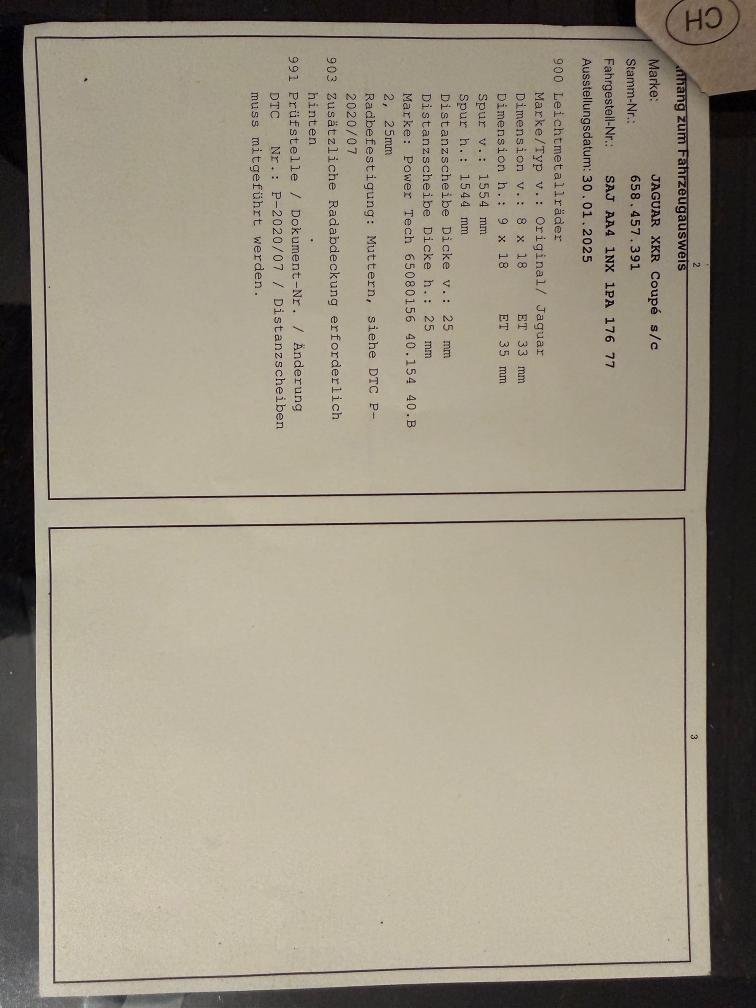 CH
2
Anhang zum Fahrzeugausweis
Marke: JAGUAR XKR Coupé s/c
Stamm-Nr.: 658.457.391
Fahrgestell-Nr.: SAJ AA4 1NX 1PA 176 77
Ausstellungsdatum: 30.01.2025
900 Leichtmetallräder
Marke/Typ v.: Original/ Jaguar
Dimension v.: 8 x 18 ET 33 mm
Dimension h.: 9 x 18 ET 35 mm
Spur v.: 1554 mm
Spur h.: 1544 mm
Distanzscheibe Dicke v.: 25 mm
Distanzscheibe Dicke h.: 25 mm
Marke: Power Tech 65080156 40.154 40.B
2, 25mm
Radbefestigung: Muttern, siehe DTC P-
2020/07
903 Zusätzliche Radabdeckung erforderlich
hinten
991 Prüfstelle / Dokument-Nr. / Änderung
DTC Nr.: P-2020/07 / Distanzscheiben
muss mitgeführt werden.
3